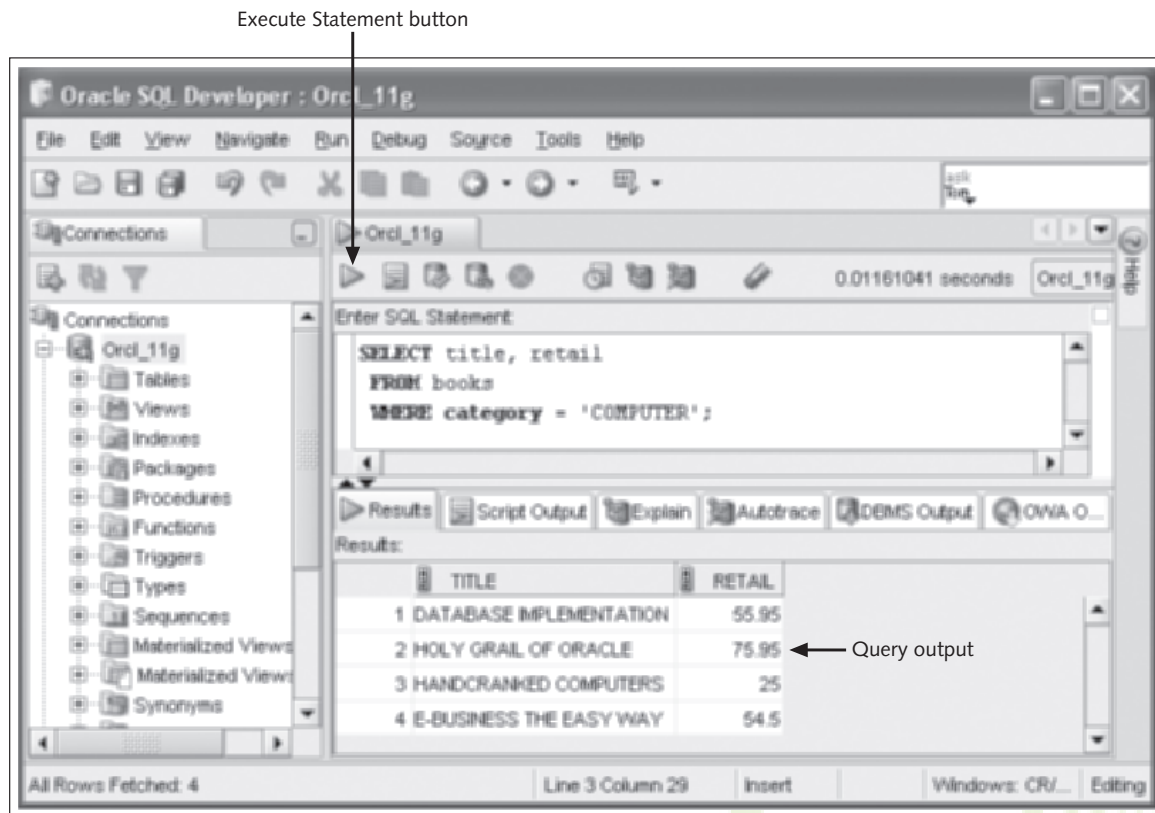 Execute Statement button
Oracle SQL Developer : Orcl_11g
File Edit View Navigate Run Debug Source Tools Help
ask
Connections
Orcl_11g
0.01161041 seconds
Orcl_11g
Help
Connections
Orcl_11g
Tables
Views
Indexes
Packages
Procedures
Functions
Triggers
Types
Sequences
Materialized Views
Materialized View
Synonyms
Enter SQL Statement:
SELECT title, retail
FROM books
WHERE category = 'COMPUTER';
Results Script Output Explain Autotrace DBMS Output OWA O...
Results:
TITLE RETAIL
1 DATABASE IMPLEMENTATION 55.95
2 HOLY GRAIL OF ORACLE 75.95
Query output
3 HANDCRANKED COMPUTERS 25
4 E-BUSINESS THE EASY WAY 54.5
All Rows Fetched: 4
Line 3 Column 29
Insert
Windows: CR/...
Editing